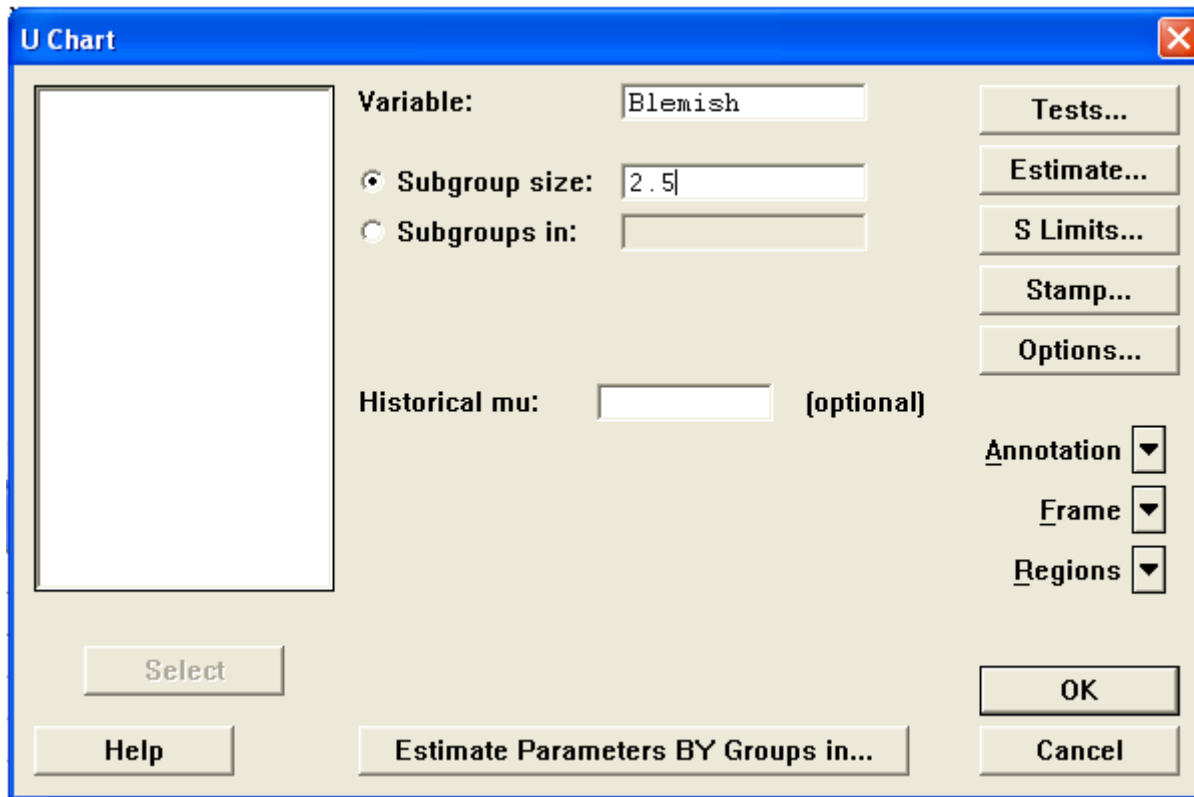 U Chart
Variable: Blemish
Tests...
Subgroup size: 2.5
Estimate...
Subgroups in:
S Limits...
Stamp...
Options...
Historical mu: (optional)
Annotation
Frame
Regions
Select
OK
Help
Estimate Parameters BY Groups in...
Cancel